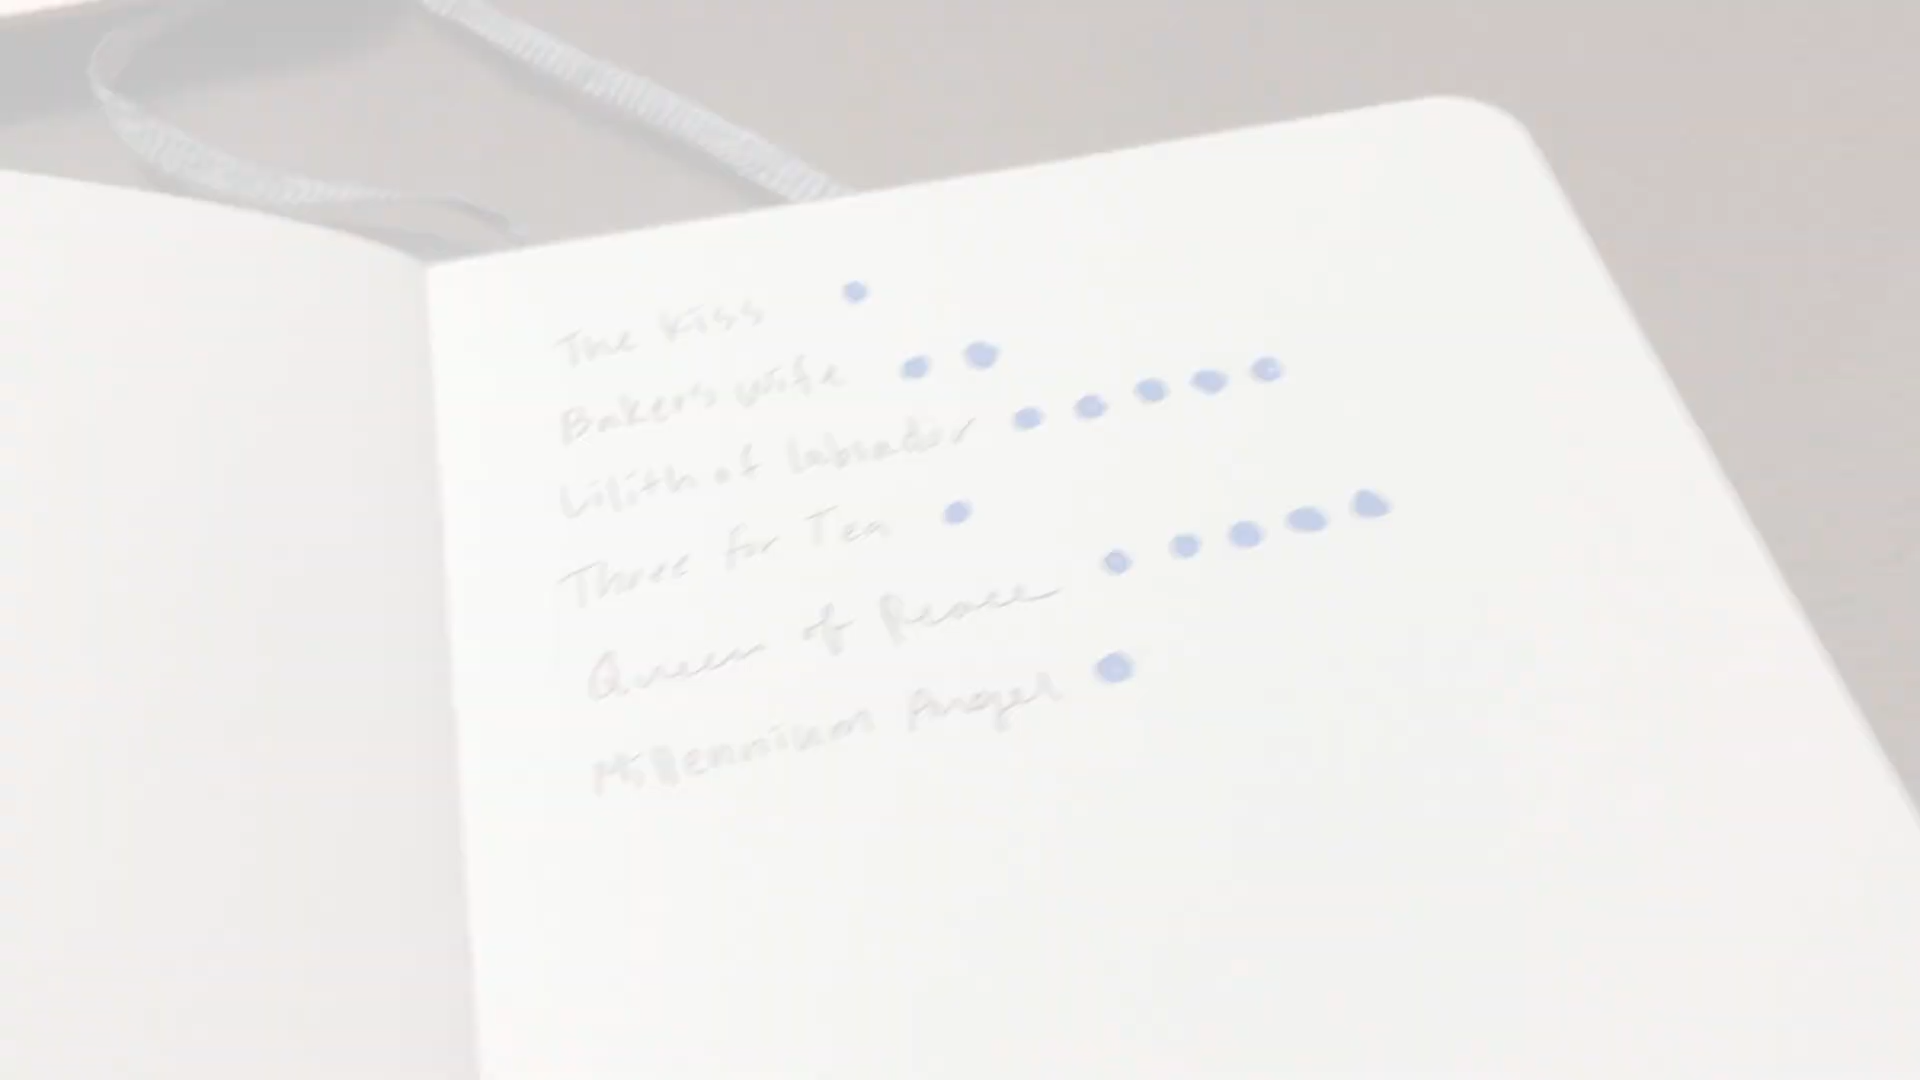 The Kiss
Baker's wife
Lilith of Labrador
Three for Tea
Queen of Peace
Millennium Angel